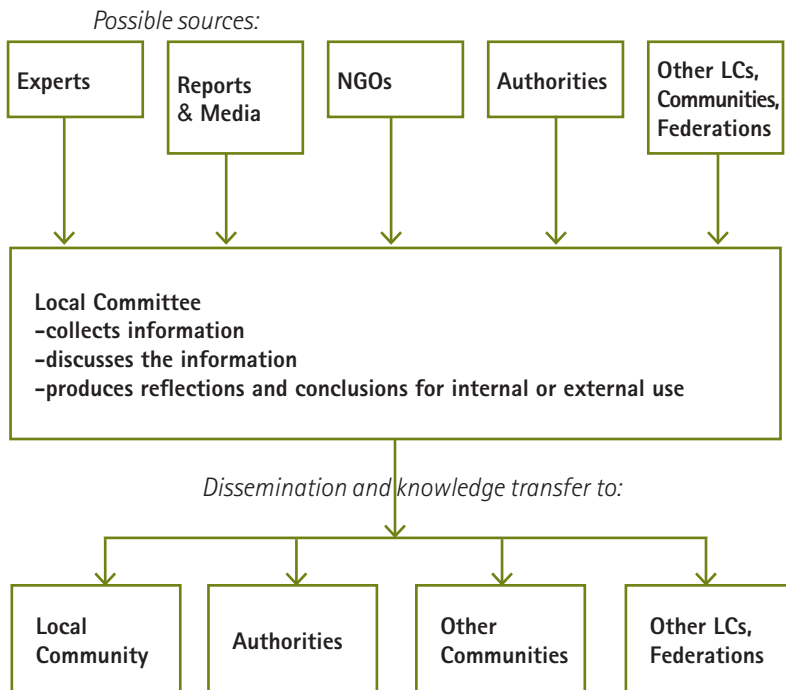 Possible sources:
Experts
Reports
& Media
NGOs
Authorities
Other LCs,
Communities,
Federations
Local Committee
-collects information
-discusses the information
-produces reflections and conclusions for internal or external use
Dissemination and knowledge transfer to:
Local
Community
Authorities
Other
Communities
Other LCs,
Federations